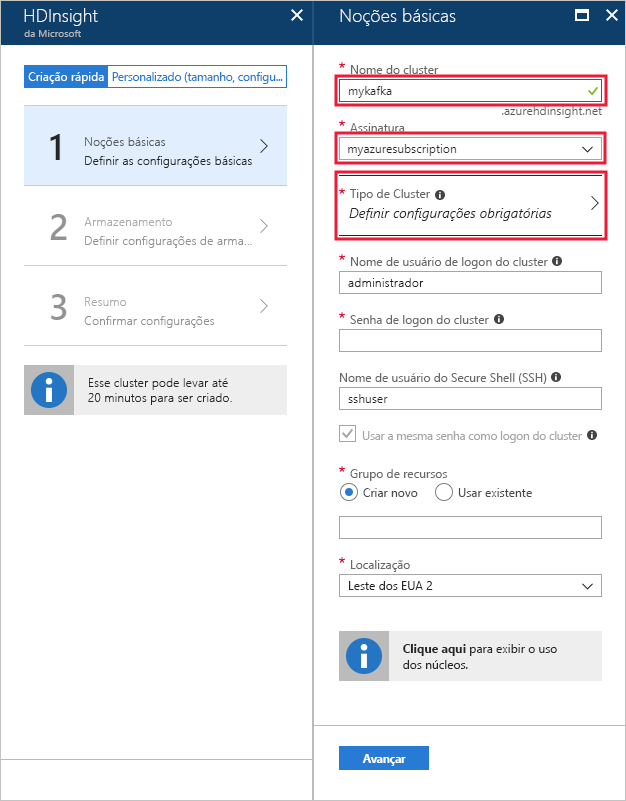 HDInsight
da Microsoft
Criação rápida
Personalizado (tamanho, configu...
1
Noções básicas
Definir as configurações básicas
2
Armazenamento
Definir configurações de arma...
3
Resumo
Confirmar configurações
Esse cluster pode levar até
20 minutos para ser criado.
Noções básicas
* Nome do cluster
mykafka
.azurehdinsight.net
* Assinatura
myazuresubscription
* Tipo de Cluster
Definir configurações obrigatórias
* Nome de usuário de logon do cluster
administrador
* Senha de logon do cluster
Nome de usuário do Secure Shell (SSH)
sshuser
Usar a mesma senha como logon do cluster
* Grupo de recursos
Criar novo
Usar existente
* Localização
Leste dos EUA 2
Clique aqui para exibir o uso
dos núcleos.
Avançar